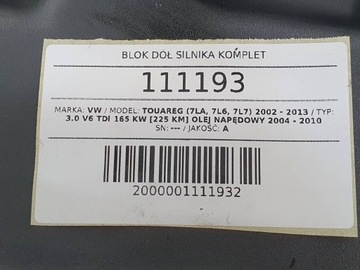 BLOK DÓŁ SILNIKA KOMPLET
111193
MARKA: VW / MODEL: TOUAREG (7LA, 7L6, 7L7) 2002 - 2013 / TYP:
3.0 V6 TDI 165 KW [225 KM] OLEJ NAPĘDOWY 2004 - 2010
SN: --- / JAKOŚĆ: A
2000001111932